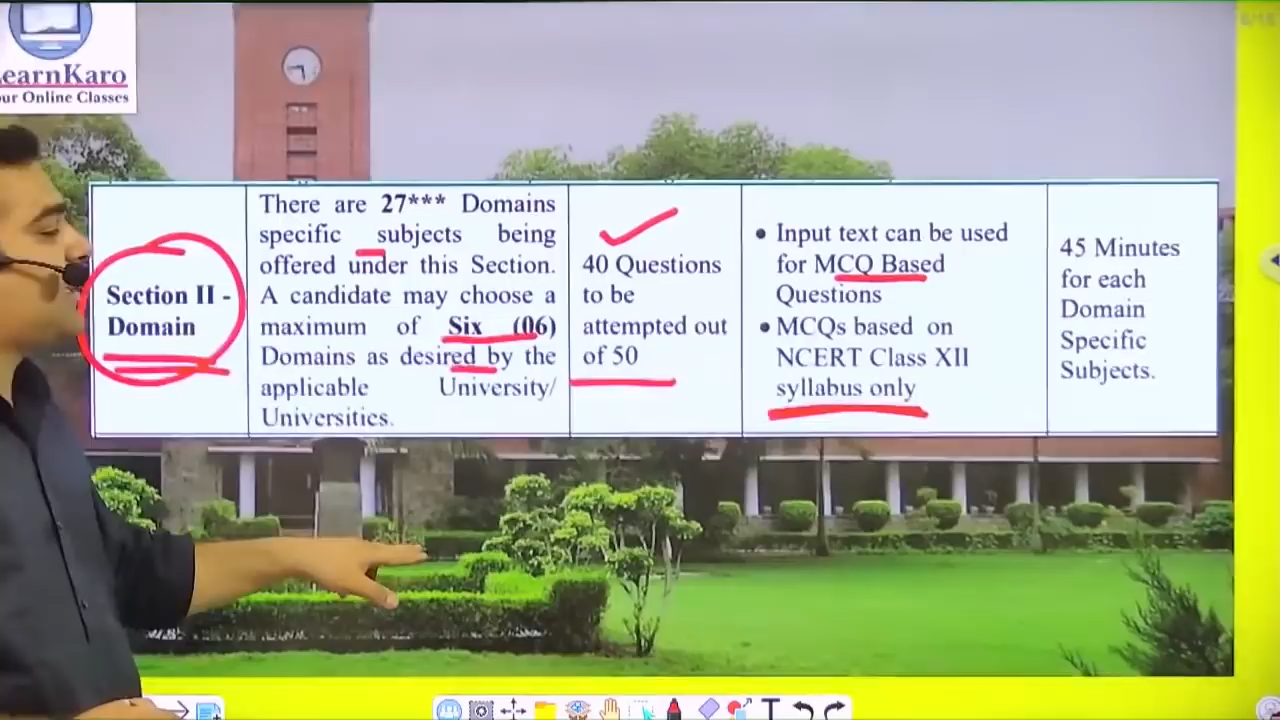 earnKaro
our Online Classes
Section II -
Domain
There are 27*** Domains
specific subjects being
offered under this Section.
A candidate may choose a
maximum of Six (06)
Domains as desired by the
applicable University/
Universities.
40 Questions
to be
attempted out
of 50
• Input text can be used
for MCQ Based
Questions
• MCQs based on
NCERT Class XII
syllabus only
45 Minutes
for each
Domain
Specific
Subjects.
T